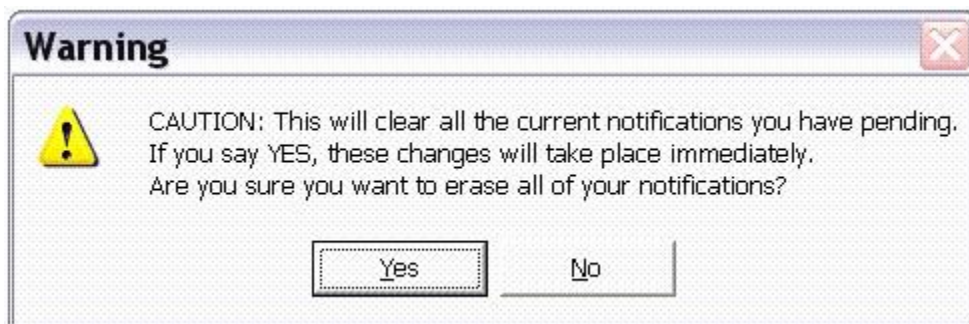 Warning
CAUTION: This will clear all the current notifications you have pending.
If you say YES, these changes will take place immediately.
Are you sure you want to erase all of your notifications?
Yes No